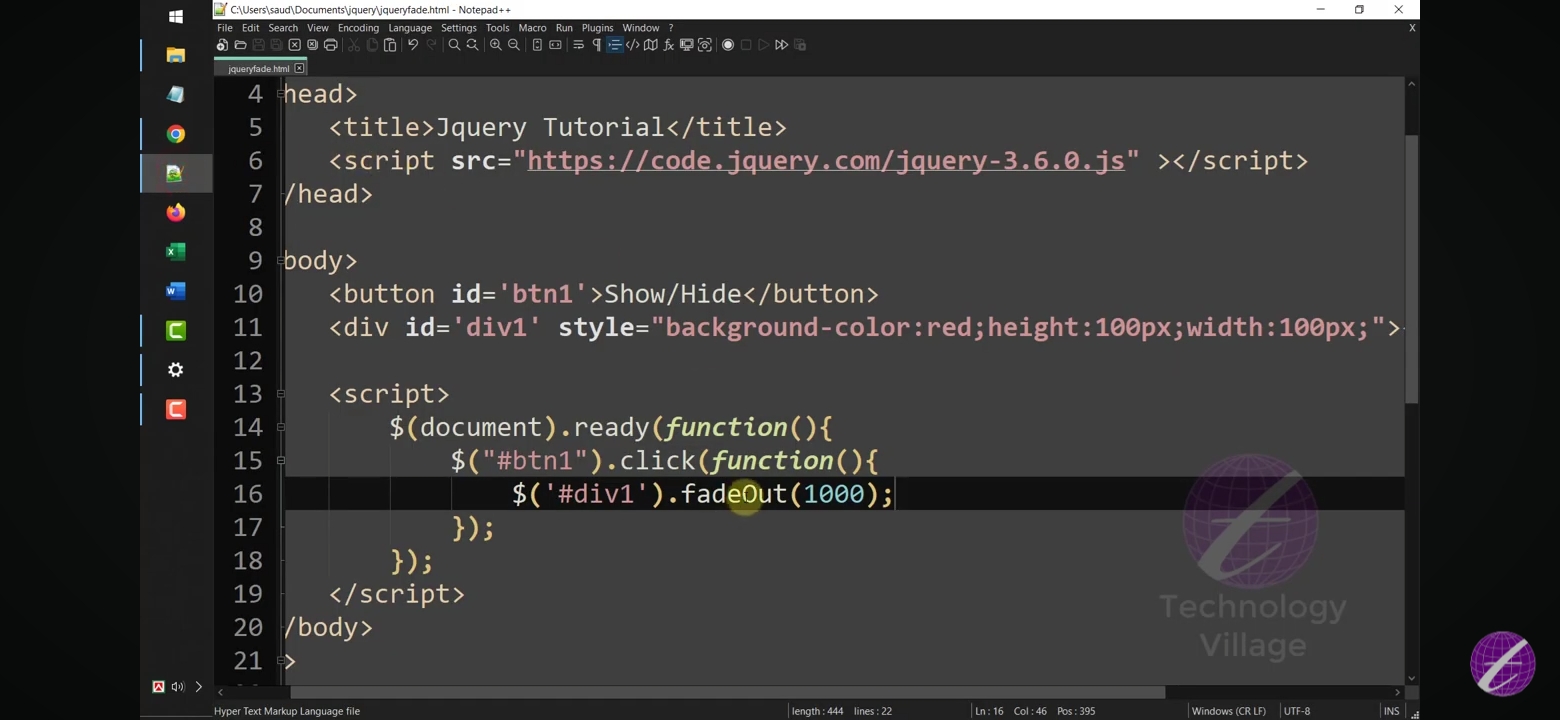 C:\Users\saud\Documents\jquery\jqueryfade.html - Notepad++
File Edit Search View Encoding Language Settings Tools Macro Run Plugins Window ? X
jqueryfade.html
4 head>
5 <title>Jquery Tutorial</title>
6 <script src="https://code.jquery.com/jquery-3.6.0.js" ></script>
7 /head>
8
9 body>
10 <button id='btn1'>Show/Hide</button>
11 <div id='div1' style="background-color:red;height:100px;width:100px;">
12
13 <script>
14 $(document).ready(function(){
15 $("#btn1").click(function(){
16 $('#div1').fadeOut(1000);
17 });
18 });
19 </script>
20 /body>
21 >
Technology
Village
Hyper Text Markup Language file length : 444 lines : 22 Ln : 16 Col : 46 Pos : 395 Windows (CR LF) UTF-8 INS